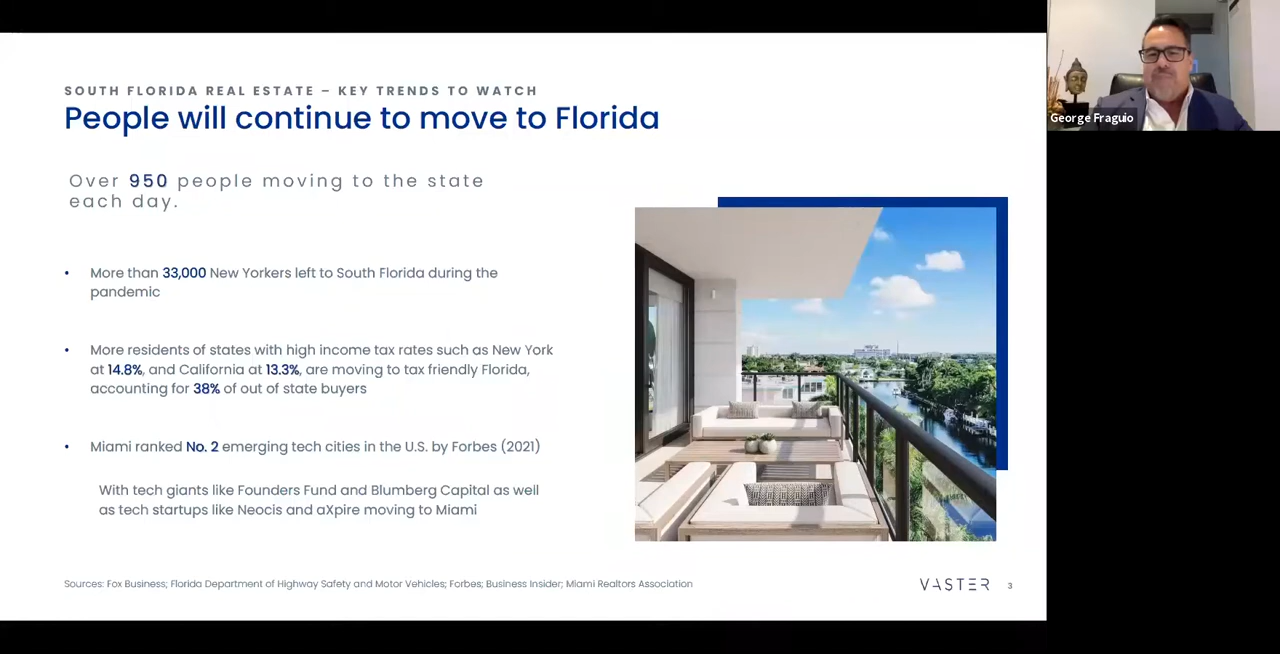 SOUTH FLORIDA REAL ESTATE – KEY TRENDS TO WATCH
People will continue to move to Florida
Over 950 people moving to the state
each day.
• More than 33,000 New Yorkers left to South Florida during the
pandemic
• More residents of states with high income tax rates such as New York
at 14.8%, and California at 13.3%, are moving to tax friendly Florida,
accounting for 38% of out of state buyers
• Miami ranked No. 2 emerging tech cities in the U.S. by Forbes (2021)
With tech giants like Founders Fund and Blumberg Capital as well
as tech startups like Neocis and aXpire moving to Miami
Sources: Fox Business; Florida Department of Highway Safety and Motor Vehicles; Forbes; Business Insider; Miami Realtors Association
VASTER
3
George Fraguio